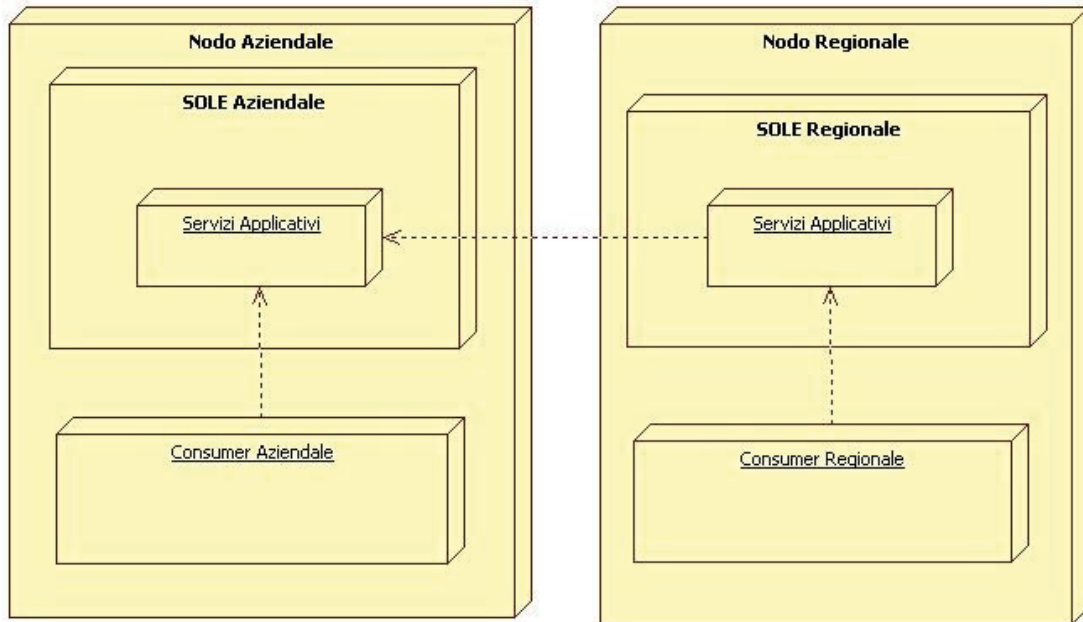 Nodo Aziendale
SOLE Aziendale
Servizi Applicativi
Consumer Aziendale
Nodo Regionale
SOLE Regionale
Servizi Applicativi
Consumer Regionale